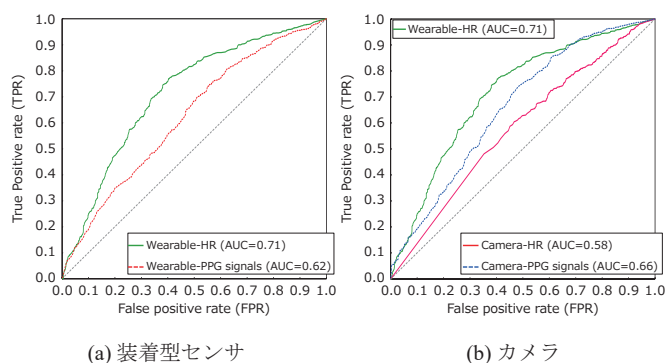 True Positive rate (TPR)
1.0
0.9
0.8
0.7
0.6
0.5
0.4
0.3
0.2
0.1
0.0
Wearable-HR (AUC=0.71)
Wearable-PPG signals (AUC=0.62)
0.0 0.1 0.2 0.3 0.4 0.5 0.6 0.7 0.8 0.9 1.0
False positive rate (FPR)
(a) 装着型センサ
True Positive rate (TPR)
1.0
0.9
0.8
0.7
0.6
0.5
0.4
0.3
0.2
0.1
0.0
Wearable-HR (AUC=0.71)
Camera-HR (AUC=0.58)
Camera-PPG signals (AUC=0.66)
0.0 0.1 0.2 0.3 0.4 0.5 0.6 0.7 0.8 0.9 1.0
False positive rate (FPR)
(b) カメラ